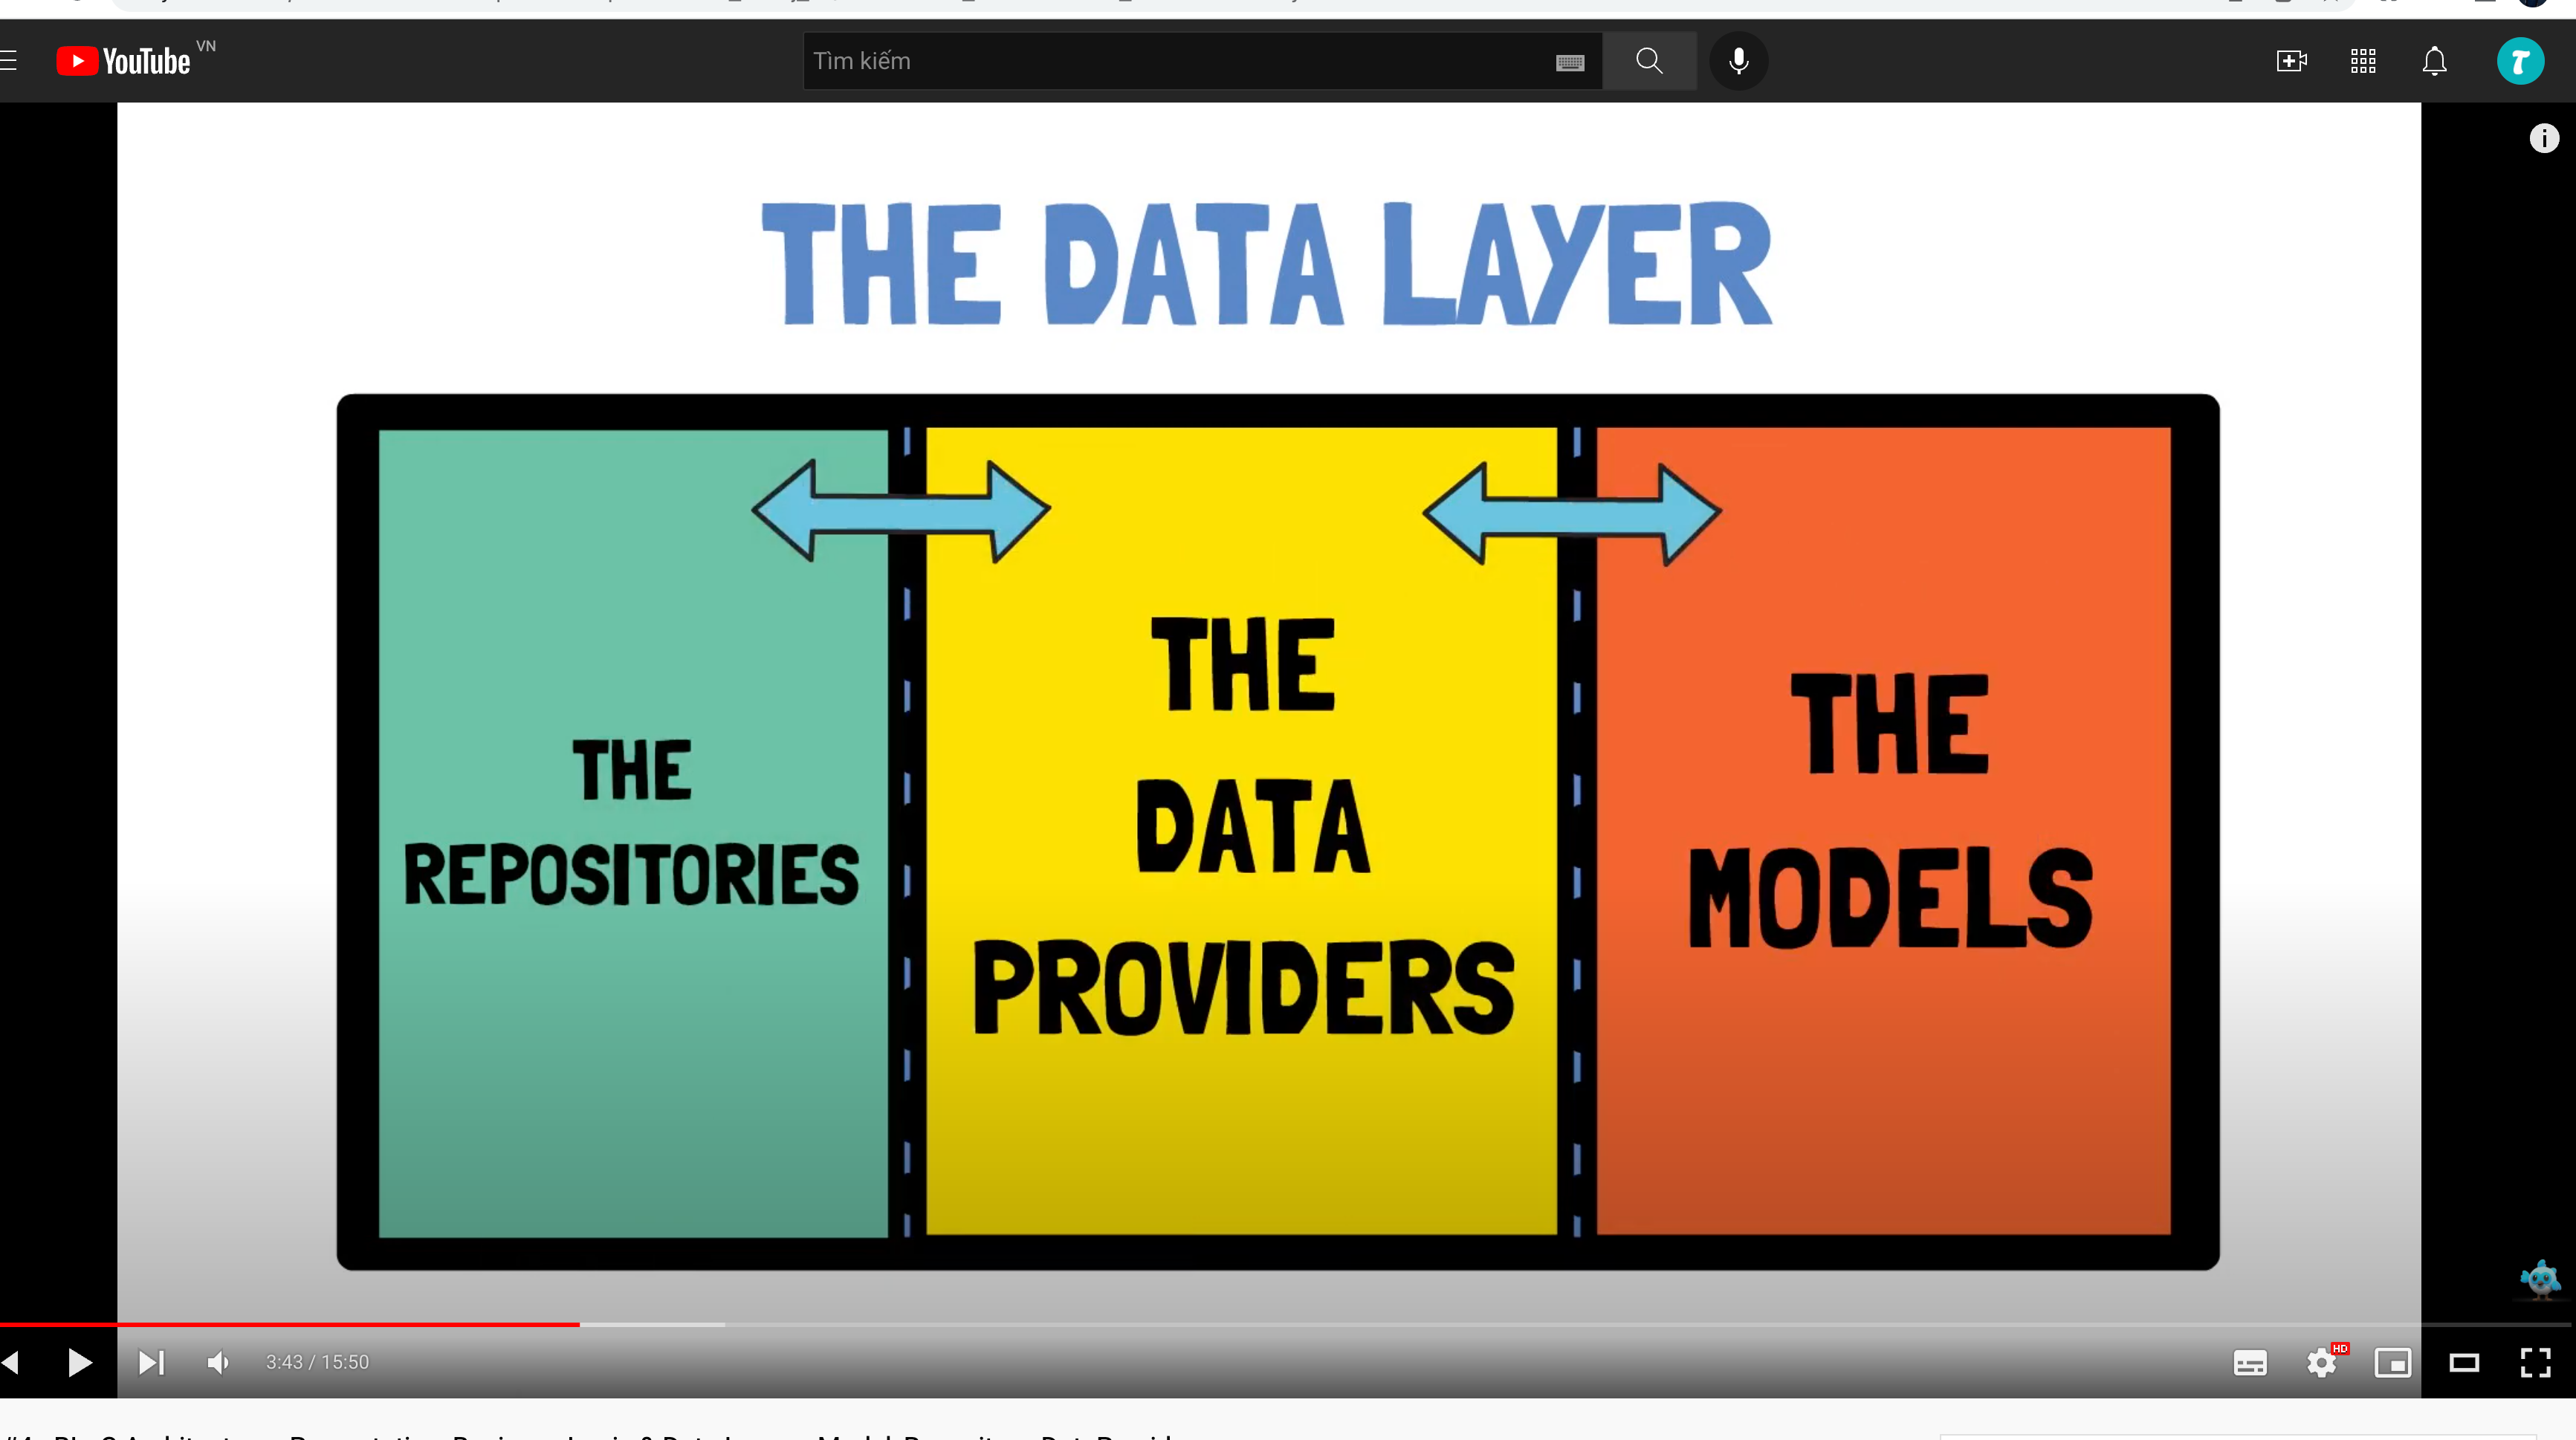 YouTube VN
Tìm kiếm
THE DATA LAYER
THE
REPOSITORIES
THE
DATA
PROVIDERS
THE
MODELS
3:43 / 15:50
HD